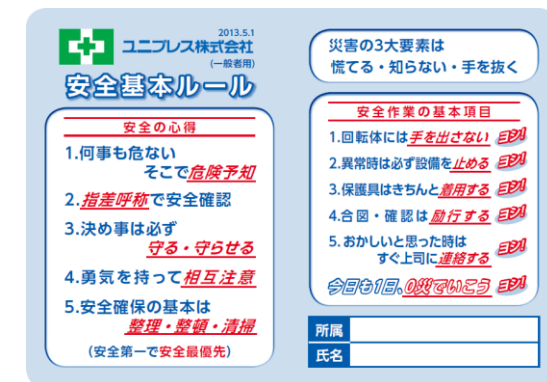 2013.5.1
ユニプレス株式会社
(一般者用)
安全基本ルール
安全の心得
1.何事も危ない
そこで危険予知
2.指差呼称で安全確認
3.決め事は必ず
守る・守らせる
4.勇気を持って相互注意
5.安全確保の基本は
整理・整頓・清掃
(安全第一で安全最優先)
災害の3大要素は
慌てる・知らない・手を抜く
安全作業の基本項目
1.回転体には手を出さない ヨシ!
2.異常時は必ず設備を止める ヨシ!
3.保護具はきちんと着用する ヨシ!
4.合図・確認は励行する ヨシ!
5.おかしいと思った時は
すぐ上司に連絡する ヨシ!
今日も1日、0災でいこう ヨシ!
所属
氏名